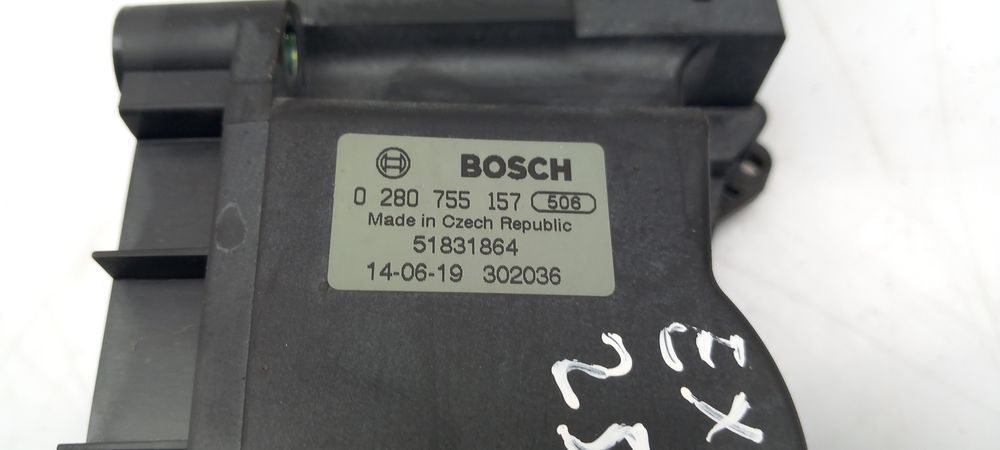 BOSCH
0 280 755 157 506
Made in Czech Republic
51831864
14-06-19 302036